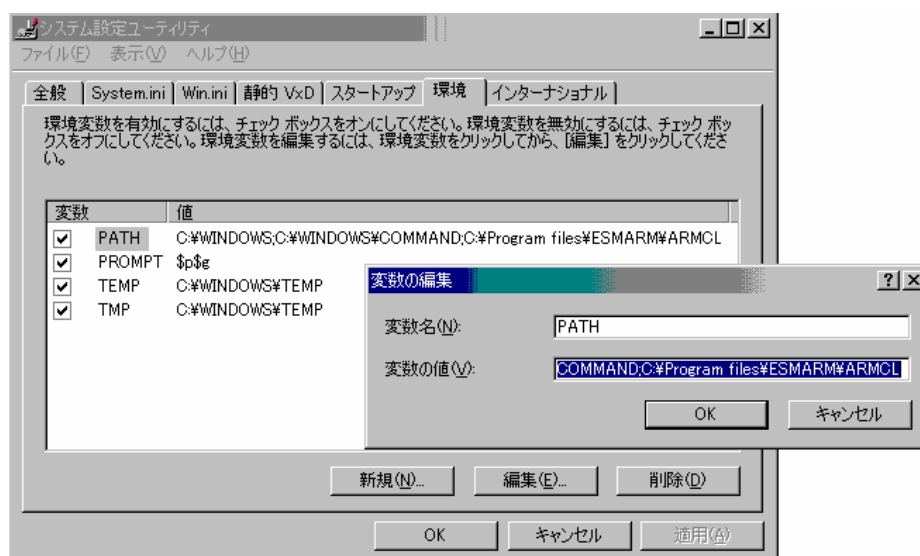 システム設定ユーティリティ
ファイル(F) 表示(V) ヘルプ(H)
全般 System.ini Win.ini 静的 VxD スタートアップ 環境 インターナショナル
環境変数を有効にするには、チェック ボックスをオンにしてください。環境変数を無効にするには、チェック ボッ
クスをオフにしてください。環境変数を編集するには、環境変数をクリックしてから、[編集] をクリックしてくださ
い。
変数 値
PATH C:¥WINDOWS;C:¥WINDOWS¥COMMAND;C:¥Program files¥ESMARM¥ARMCL
PROMPT $p$g
TEMP C:¥WINDOWS¥TEMP
TMP C:¥WINDOWS¥TEMP
変数の編集
変数名(N): PATH
変数の値(V): COMMAND;C:¥Program files¥ESMARM¥ARMCL
OK キャンセル
新規(N)... 編集(E)... 削除(D)
OK キャンセル 適用(A)